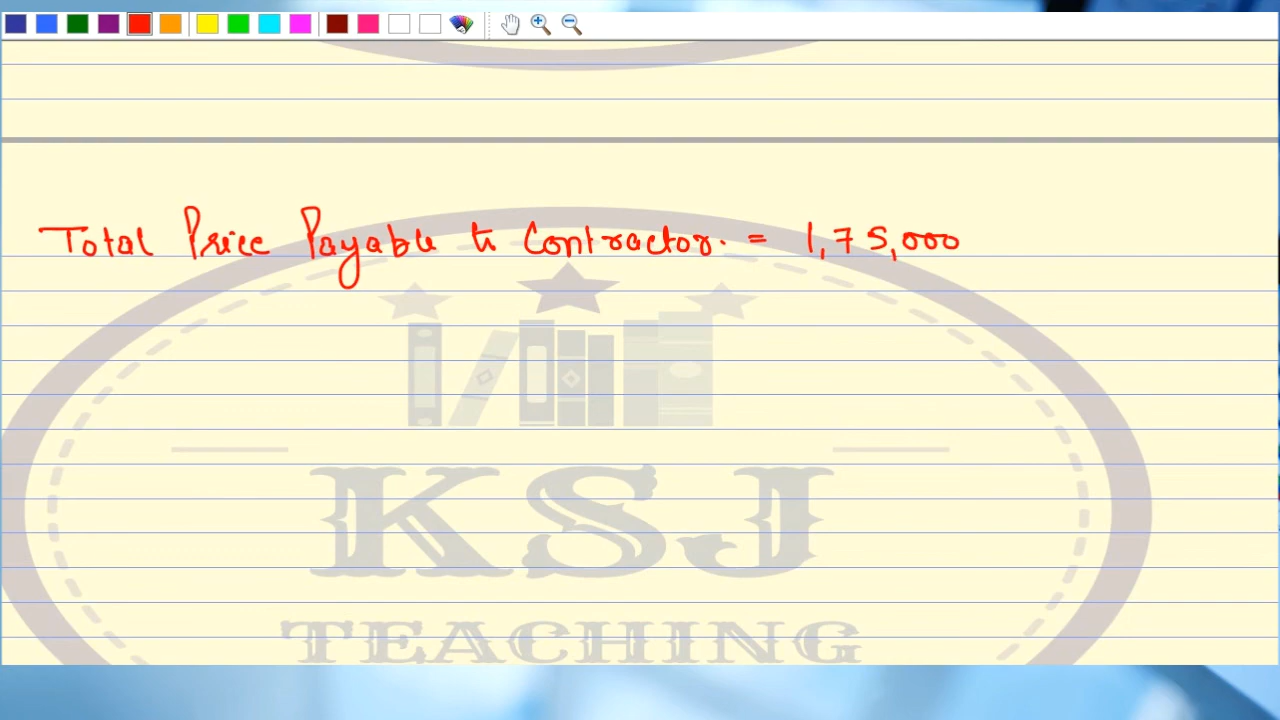 Total Price Payable to Contractor. = 1,75,000
KSJ
TEACHING